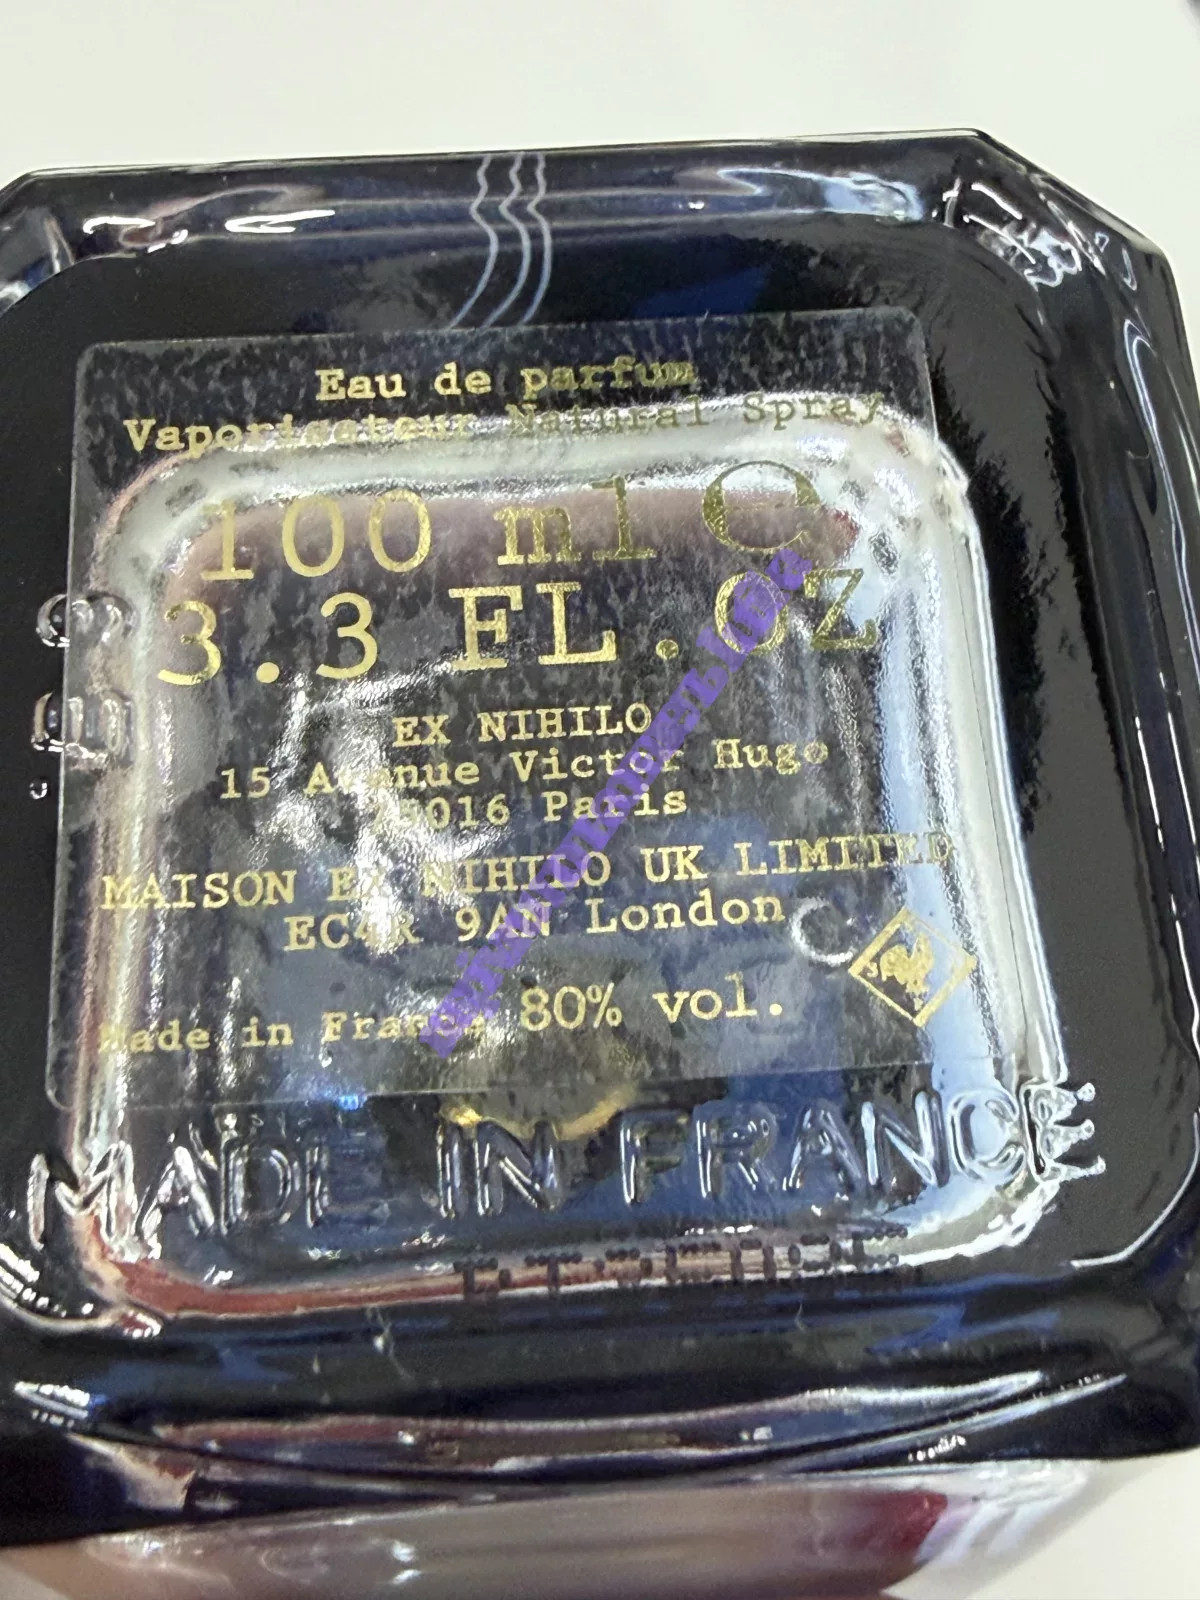 Eau de parfum
Vaporisateur Natural Spray
100 ml ℮
3.3 FL.OZ
EX NIHILO
15 Avenue Victor Hugo
75016 Paris
MAISON EX NIHILO UK LIMITED
EC4R 9AN London
Made in France 80% vol.
MADE IN FRANCE